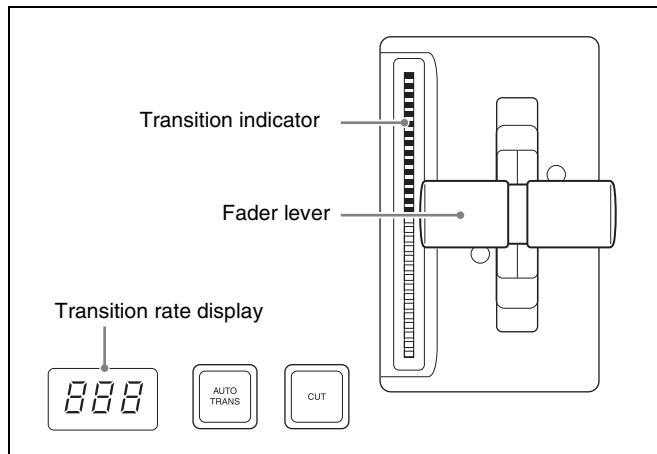 Transition indicator
Fader lever
Transition rate display
888
AUTO
TRANS
CUT